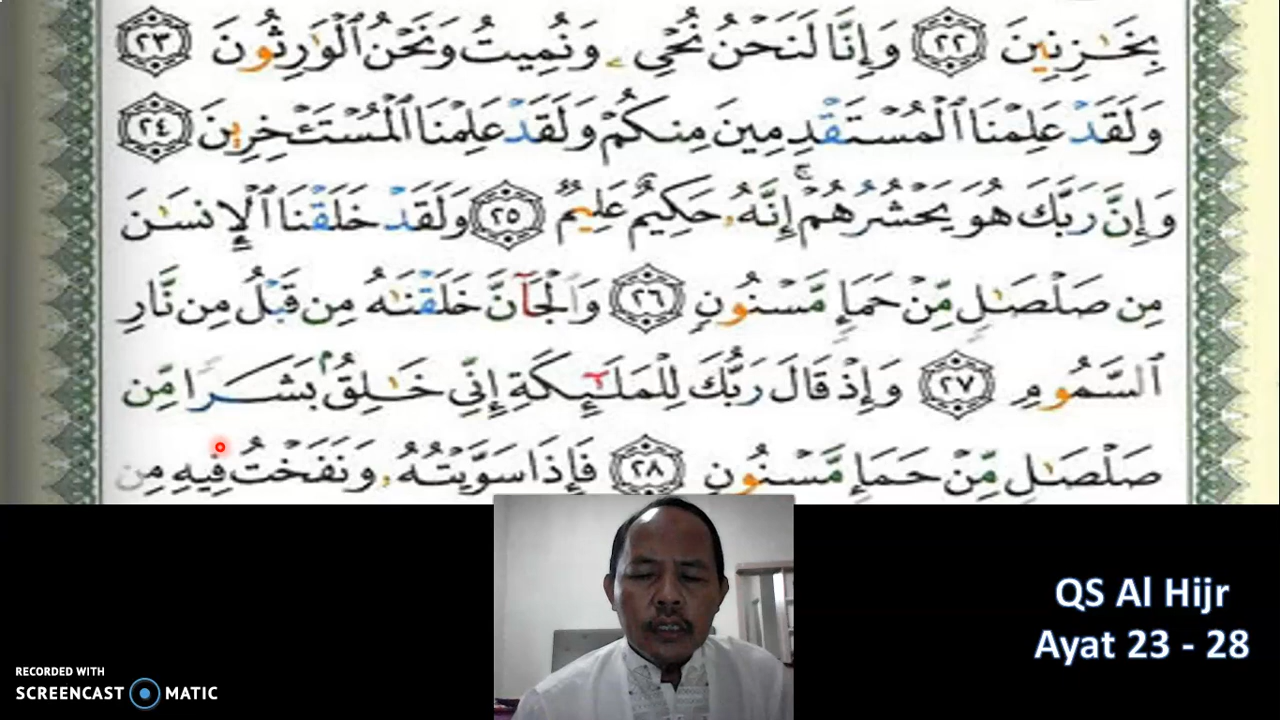 بِخَـٰزِنِينَ ﴿٢٢﴾ وَإِنَّا لَنَحْنُ نُحْىِۦ وَنُمِيتُ وَنَحْنُ ٱلْوَٰرِثُونَ ﴿٢٣﴾
وَلَقَدْ عَلِمْنَا ٱلْمُسْتَقْدِمِينَ مِنكُمْ وَلَقَدْ عَلِمْنَا ٱلْمُسْتَـْٔخِرِينَ ﴿٢٤﴾
وَإِنَّ رَبَّكَ هُوَ يَحْشُرُهُمْ ۚ إِنَّهُۥ حَكِيمٌ عَلِيمٌ ﴿٢٥﴾ وَلَقَدْ خَلَقْنَا ٱلْإِنسَـٰنَ
مِن صَلْصَـٰلٍ مِّنْ حَمَإٍ مَّسْنُونٍ ﴿٢٦﴾ وَٱلْجَآنَّ خَلَقْنَـٰهُ مِن قَبْلُ مِن نَّارِ
ٱلسَّمُومِ ﴿٢٧﴾ وَإِذْ قَالَ رَبُّكَ لِلْمَلَـٰٓئِكَةِ إِنِّى خَـٰلِقٌۢ بَشَرًا مِّن
صَلْصَـٰلٍ مِّنْ حَمَإٍ مَّسْنُونٍ ﴿٢٨﴾ فَإِذَا سَوَّيْتُهُۥ وَنَفَخْتُ فِيهِ مِن
QS Al Hijr
Ayat 23 - 28
RECORDED WITH
SCREENCAST MATIC